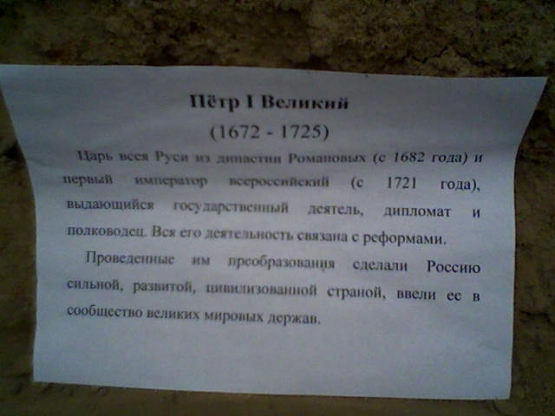 Пётр I Великий
(1672 - 1725)
Царь всея Руси из династии Романовых (с 1682 года) и
первый император всероссийский (с 1721 года),
выдающийся государственный деятель, дипломат и
полководец. Вся его деятельность связана с реформами.
Проведенные им преобразования сделали Россию
сильной, развитой, цивилизованной страной, ввели ее в
сообщество великих мировых держав.